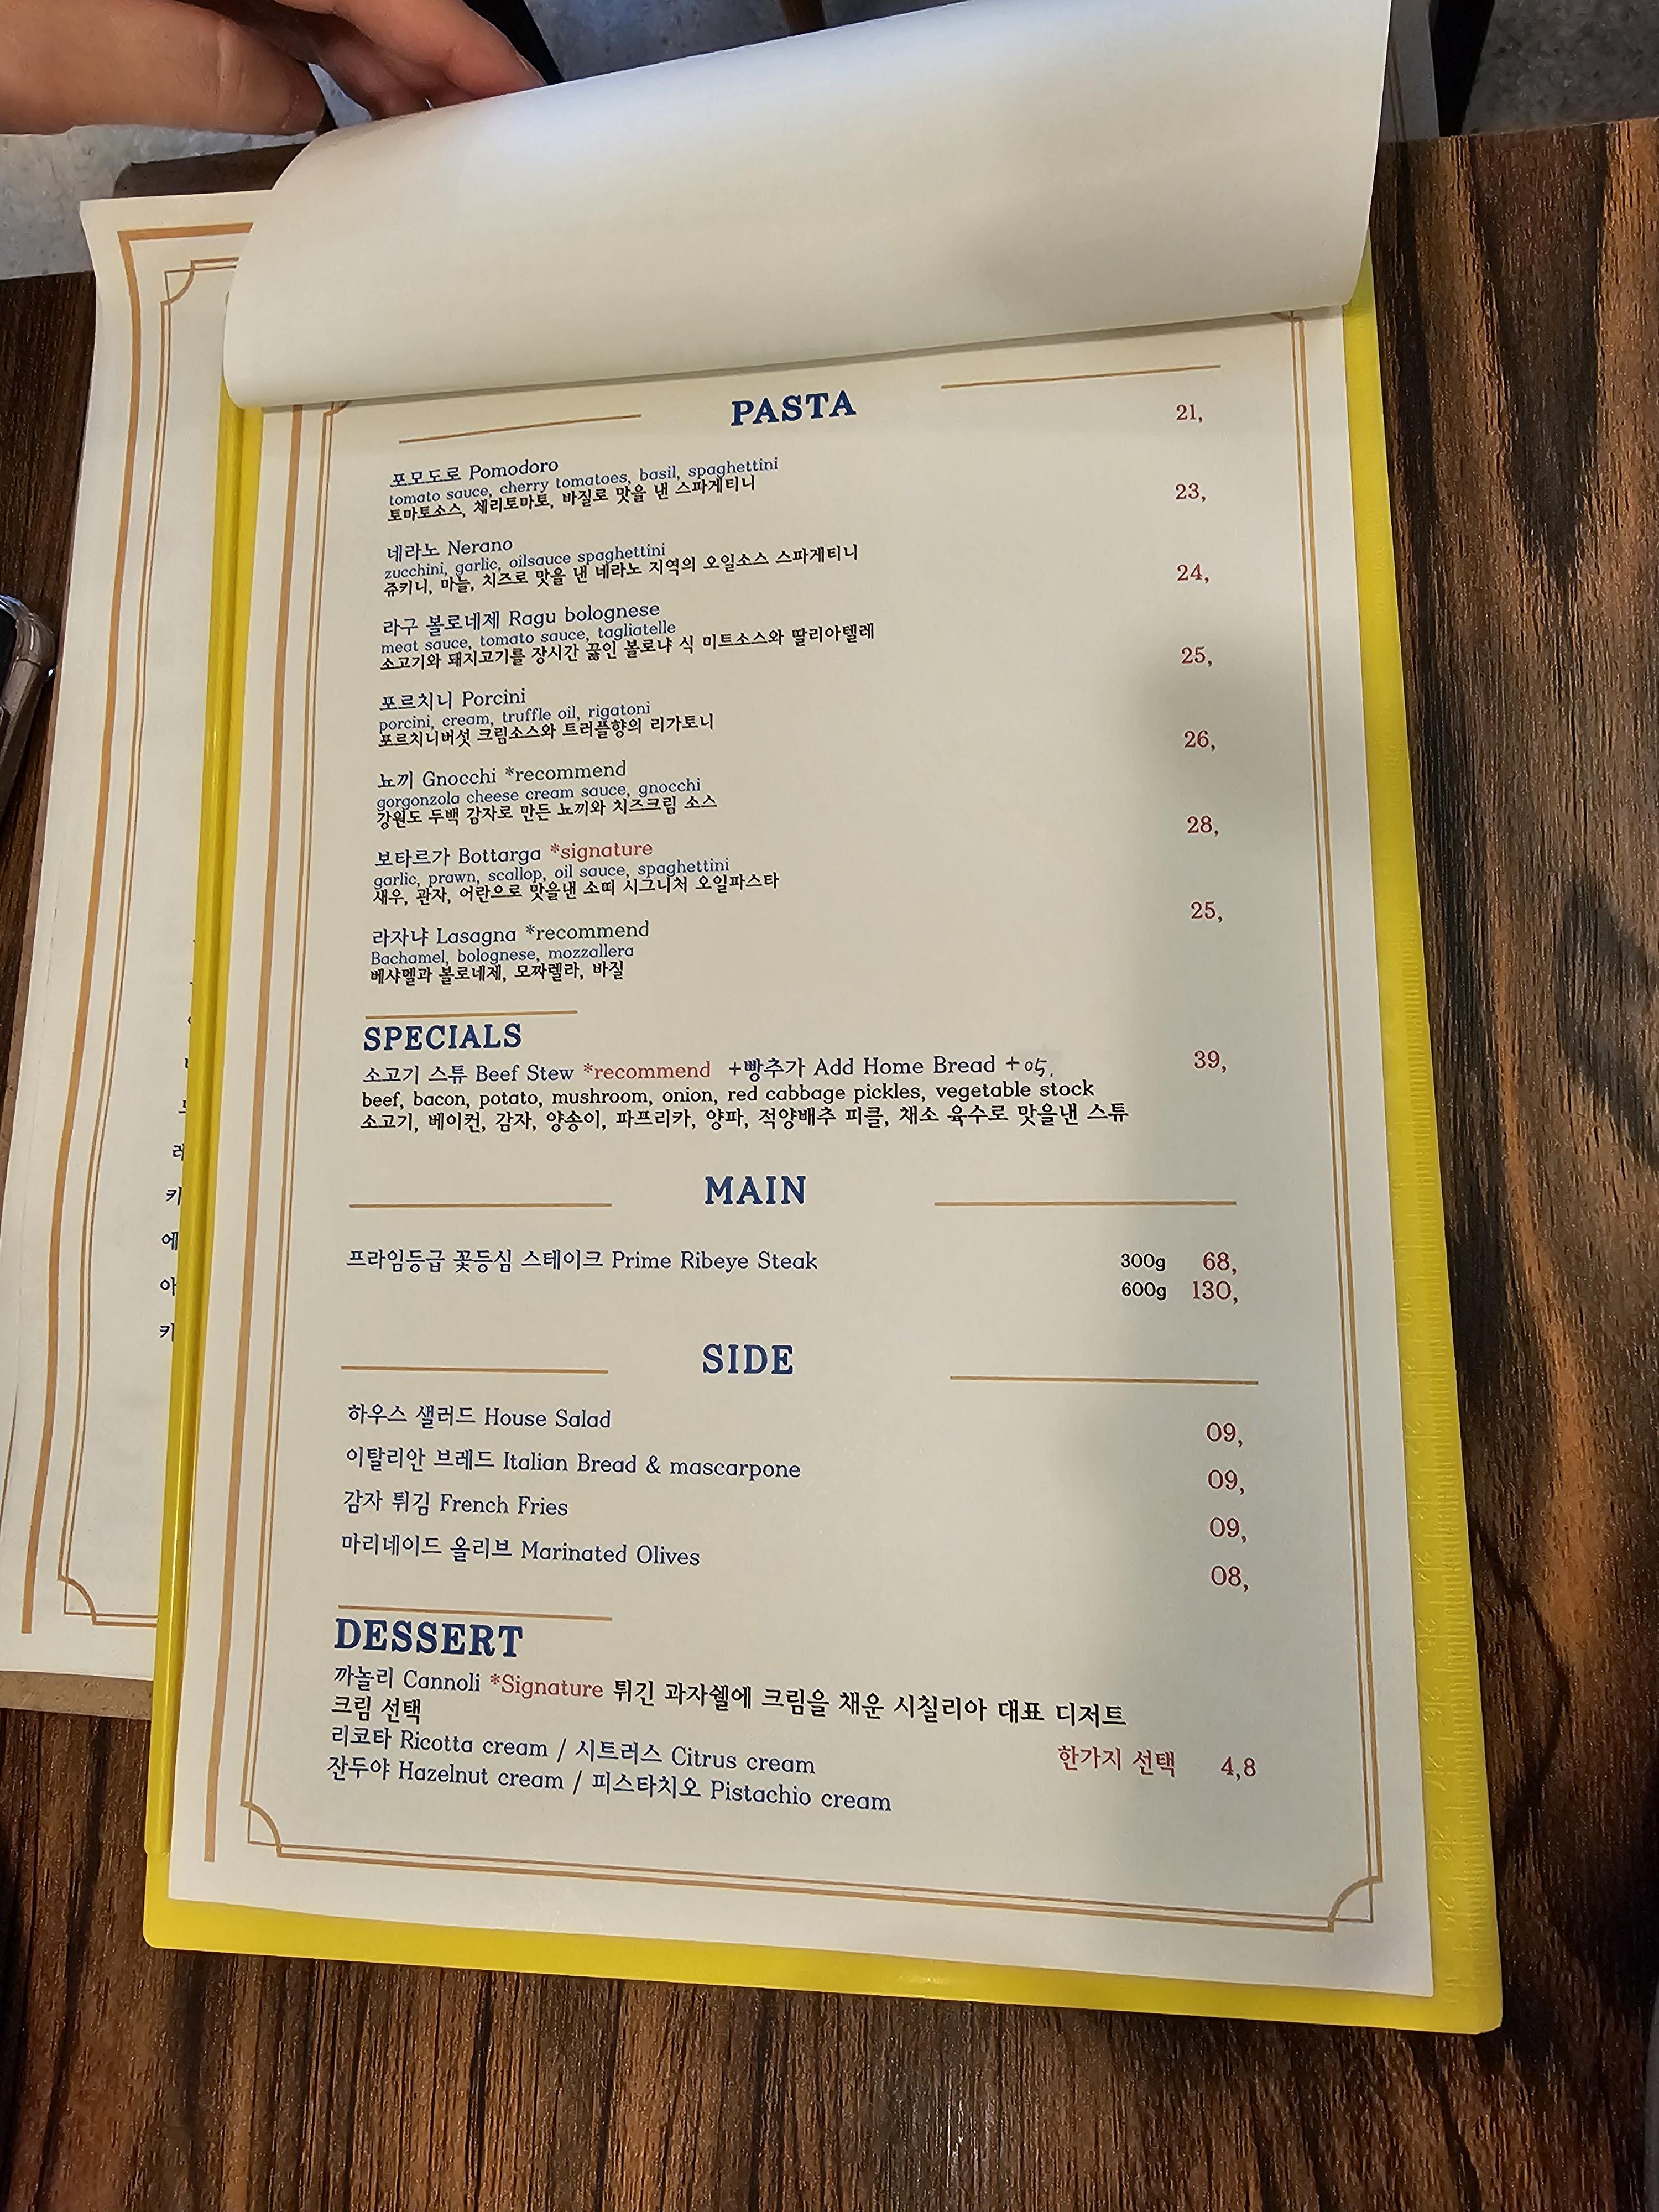 PASTA
포모도로 Pomodoro 21,
tomato sauce, cherry tomatoes, basil, spaghettini
토마토소스, 체리토마토, 바질로 맛을 낸 스파게티니
네라노 Nerano 23,
zucchini, garlic, oilsauce spaghettini
쥬키니, 마늘, 치즈로 맛을 낸 네라노 지역의 오일소스 스파게티니
라구 볼로네제 Ragu bolognese 24,
meat sauce, tomato sauce, tagliatelle
소고기와 돼지고기를 장시간 끓인 볼로냐 식 미트소스와 딸리아텔레
포르치니 Porcini 25,
porcini, cream, truffle oil, rigatoni
포르치니버섯 크림소스와 트러플향의 리가토니
뇨끼 Gnocchi *recommend 26,
gorgonzola cheese cream sauce, gnocchi
강원도 두백 감자로 만든 뇨끼와 치즈크림 소스
보타르가 Bottarga *signature 28,
garlic, prawn, scallop, oil sauce, spaghettini
새우, 관자, 어란으로 맛을낸 소띠 시그니처 오일파스타
라자냐 Lasagna *recommend 25,
Bachamel, bolognese, mozzallera
베샤멜과 볼로네제, 모짜렐라, 바질
SPECIALS
소고기 스튜 Beef Stew *recommend +빵추가 Add Home Bread +05, 39,
beef, bacon, potato, mushroom, onion, red cabbage pickles, vegetable stock
소고기, 베이컨, 감자, 양송이, 파프리카, 양파, 적양배추 피클, 채소 육수로 맛을낸 스튜
MAIN
프라임등급 꽃등심 스테이크 Prime Ribeye Steak 300g 68,
600g 130,
SIDE
하우스 샐러드 House Salad 09,
이탈리안 브레드 Italian Bread & mascarpone 09,
감자 튀김 French Fries 09,
마리네이드 올리브 Marinated Olives 08,
DESSERT
까놀리 Cannoli *Signature 튀긴 과자쉘에 크림을 채운 시칠리아 대표 디저트
크림 선택
리코타 Ricotta cream / 시트러스 Citrus cream 한가지 선택 4,8
잔두야 Hazelnut cream / 피스타치오 Pistachio cream
키
에
아
키